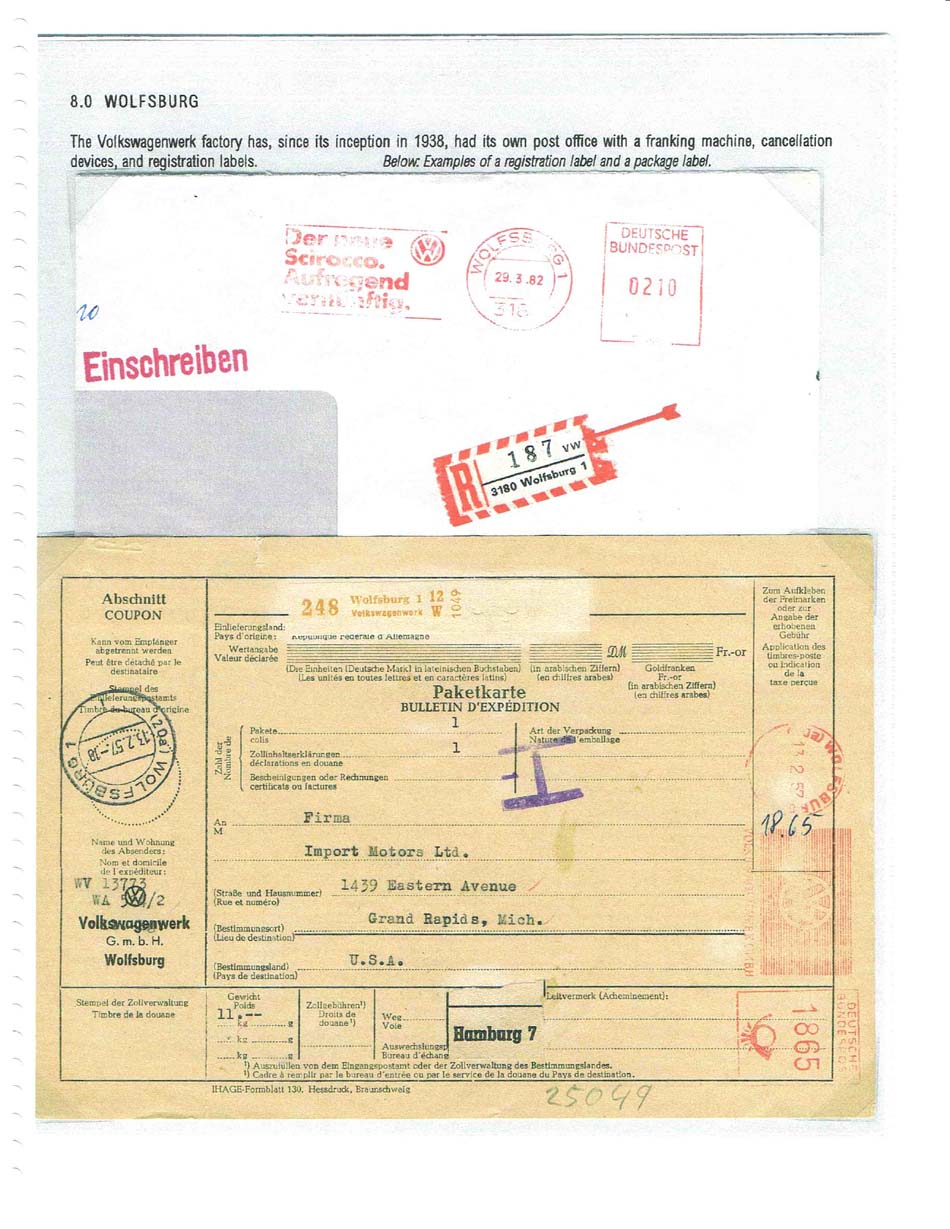 8.0 WOLFSBURG
The Volkswagenwerk factory has, since its inception in 1938, had its own post office with a franking machine, cancellation
devices, and registration labels. Below: Examples of a registration label and a package label.
Der neue
Scirocco.
Aufregend
vernünftig.
WOLFSBURG 1
29.3.82
318
DEUTSCHE
BUNDESPOST
0210
20
Einschreiben
R 187 VW
3180 Wolfsburg 1
Abschnitt
COUPON
Kann vom Empfänger
abgetrennt werden
Peut être détaché par le
destinataire
Stempel des
Einlieferungspostamts
Timbre du bureau d'origine
(20a) WOLFSBURG 1
13.2.57.-18
Name und Wohnung
des Absenders:
Nom et domicile
de l'expéditeur:
WV 13773
WA /2
Volkswagenwerk
G.m.b.H.
Wolfsburg
Stempel der Zollverwaltung
Timbre de la douane
248 Wolfsburg 1 12
Volkswagenwerk W 1049
Einlieferungsland:
Pays d'origine: République fédérale d'Allemagne
Wertangabe
Valeur déclarée
DM
Fr.-or
(Die Einheiten (Deutsche Mark) in lateinischen Buchstaben)
(Les unités en toutes lettres et en caractères latins)
(in arabischen Ziffern)
(en chiffres arabes)
Goldfranken
Fr.-or
(in arabischen Ziffern)
(en chiffres arabes)
Paketkarte
BULLETIN D'EXPÉDITION
Zahl der
Nombre de
Pakete 1
colis
Zollinhaltserklärungen 1
déclarations en douane
Bescheinigungen oder Rechnungen
certificats ou factures
Art der Verpackung
Nature de l'emballage
An Firma
M
Import Motors Ltd.
1439 Eastern Avenue
(Straße und Hausnummer)
(Rue et numéro)
Grand Rapids, Mich.
(Bestimmungsort)
(Lieu de destination)
U.S.A.
(Bestimmungsland)
(Pays de destination)
Gewicht
Poids
11.-- kg g
kg g
kg g
Zollgebühren¹)
Droits de
douane¹)
Weg
Voie
Auswechslungsp
Bureau d'échang
Hamburg 7
Leitvermerk (Acheminement):
¹) Auszufüllen von dem Eingangspostamt oder der Zollverwaltung des Bestimmungslandes.
¹) Cadre à remplir par le bureau d'entrée ou par le service de la douane du Pays de destination.
IHAGE-Formblatt 130. Hessdruck, Braunschweig
25049
Zum Aufkleben
der Freimarken
oder zur
Angabe der
erhobenen
Gebühr
Application des
timbres-poste
ou indication
de la
taxe perçue
18.65
1865